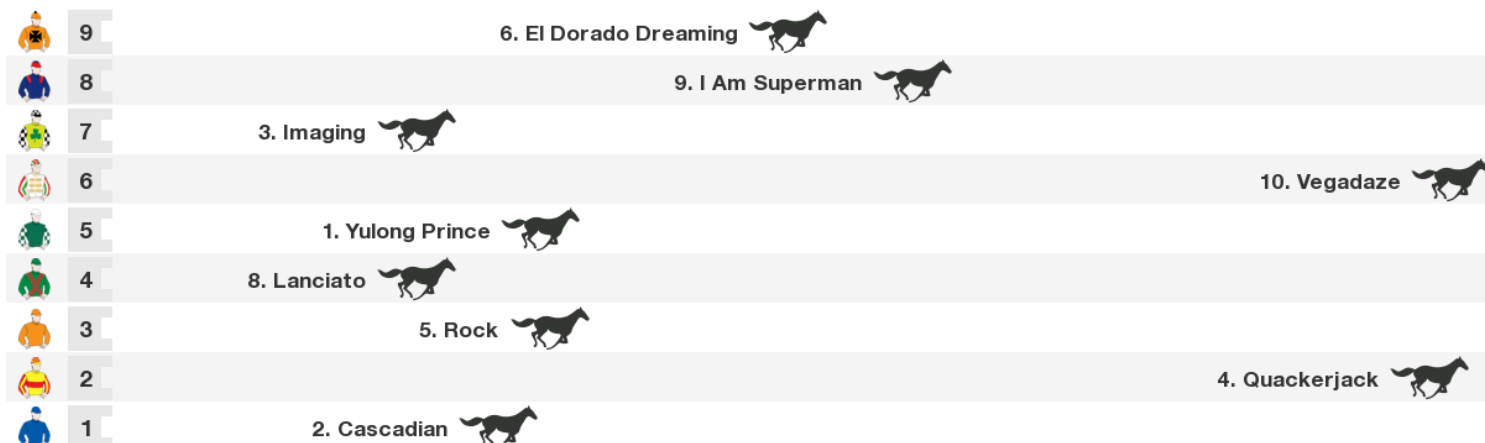 9 6. El Dorado Dreaming
8 9. I Am Superman
7 3. Imaging
6 10. Vegadaze
5 1. Yulong Prince
4 8. Lanciato
3 5. Rock
2 4. Quackerjack
1 2. Cascadian